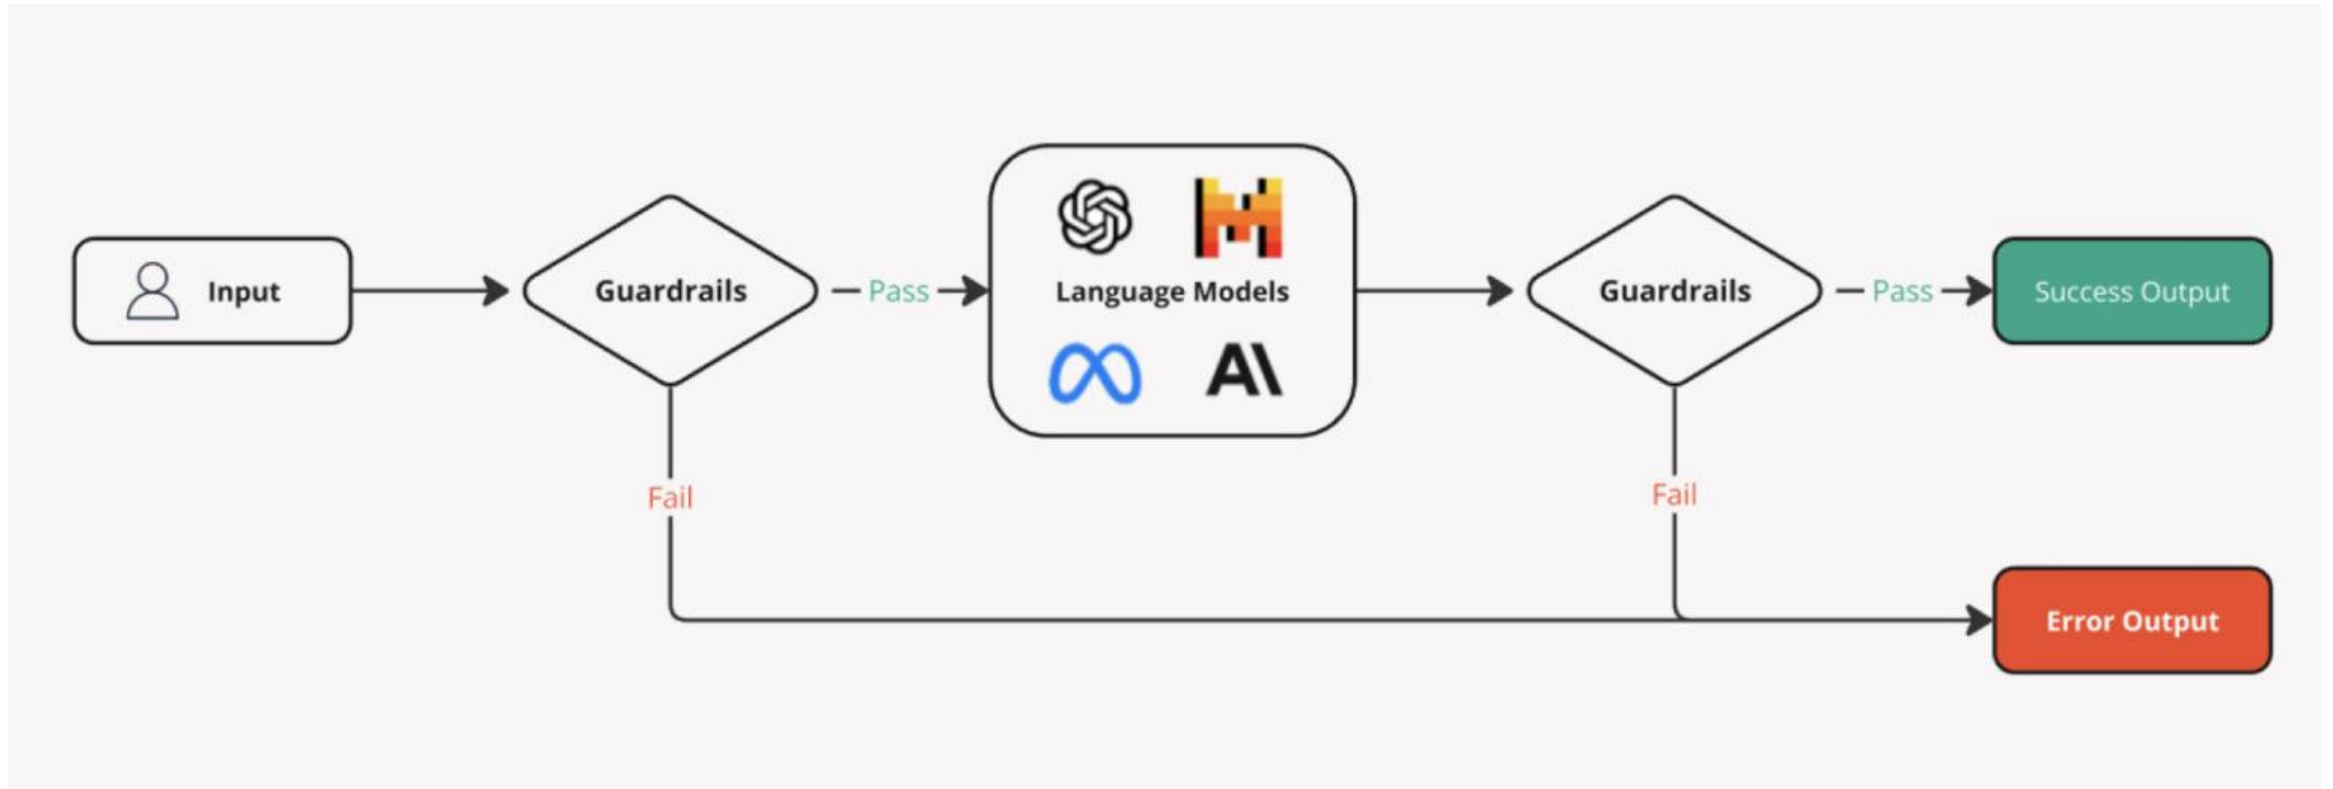 Input
Guardrails
Pass
Language Models
Guardrails
Pass
Success Output
Fail
Fail
Error Output